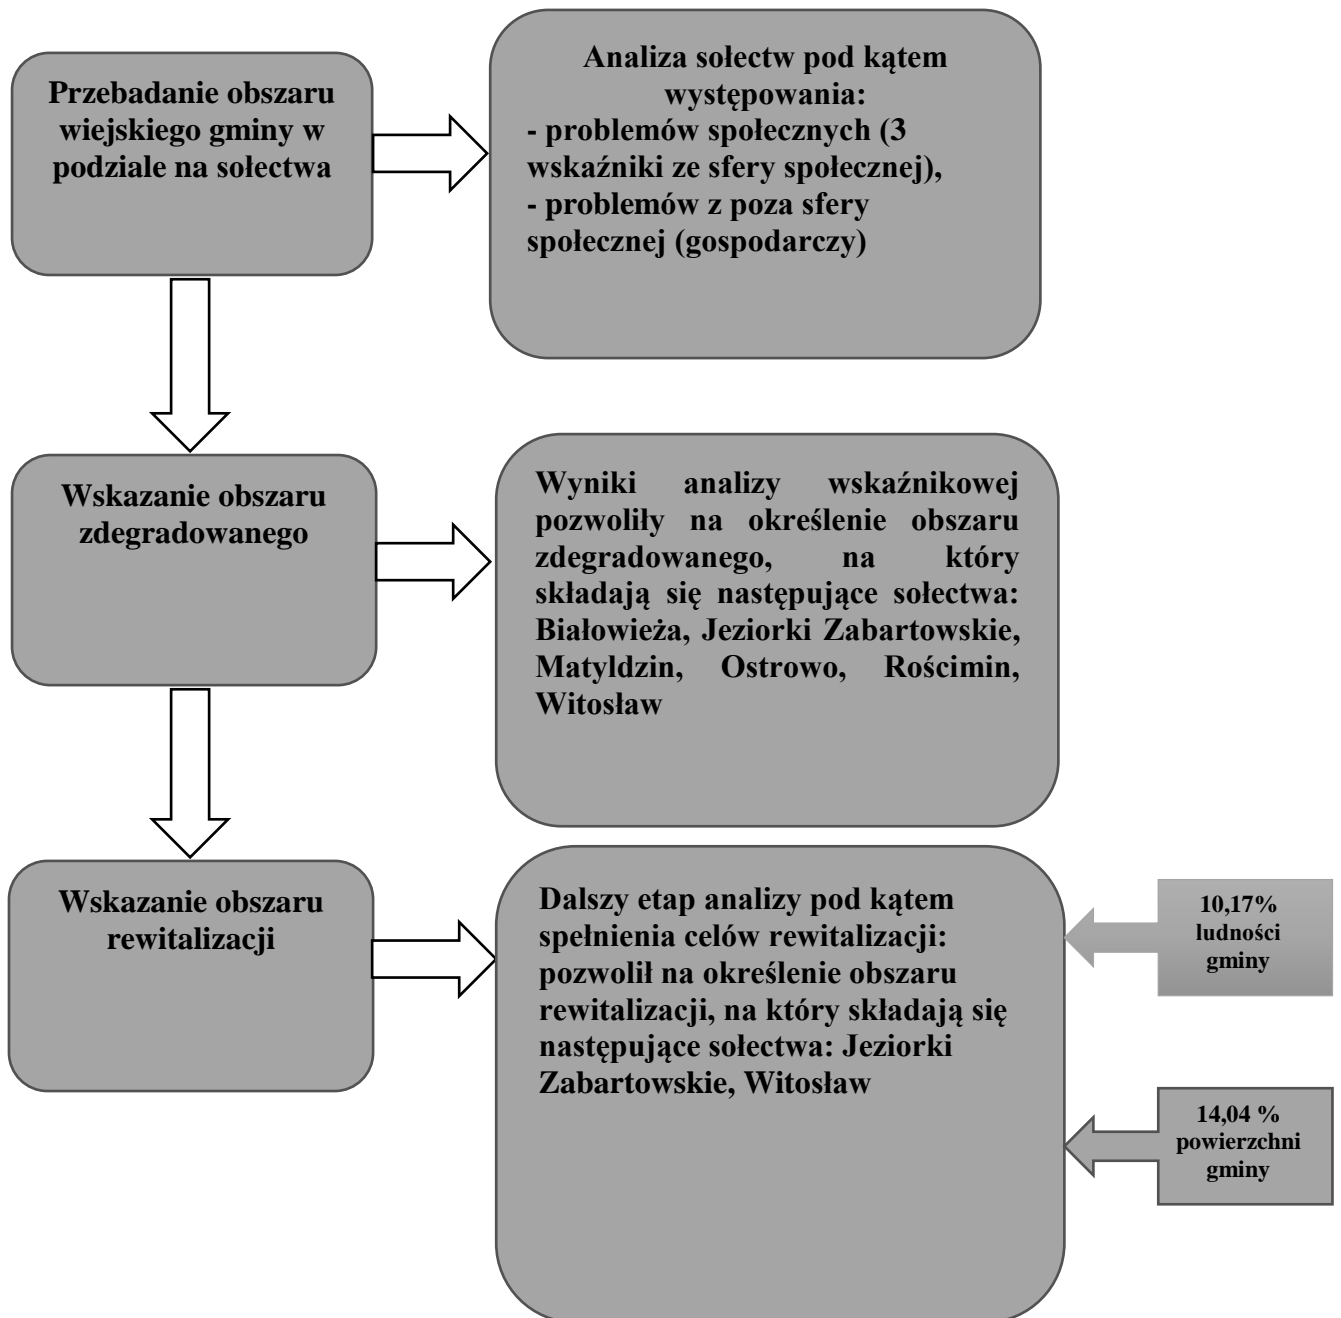 Przebadanie obszaru
wiejskiego gminy w
podziale na sołectwa
Analiza sołectw pod kątem
występowania:
- problemów społecznych (3
wskaźniki ze sfery społecznej),
- problemów z poza sfery
społecznej (gospodarczy)
Wskazanie obszaru
zdegradowanego
Wyniki analizy wskaźnikowej
pozwoliły na określenie obszaru
zdegradowanego, na który
składają się następujące sołectwa:
Białowieża, Jeziorki Zabartowskie,
Matyldzin, Ostrowo, Rościmin,
Witosław
Wskazanie obszaru
rewitalizacji
Dalszy etap analizy pod kątem
spełnienia celów rewitalizacji:
pozwolił na określenie obszaru
rewitalizacji, na który składają się
następujące sołectwa: Jeziorki
Zabartowskie, Witosław
10,17%
ludności
gminy
14,04 %
powierzchni
gminy